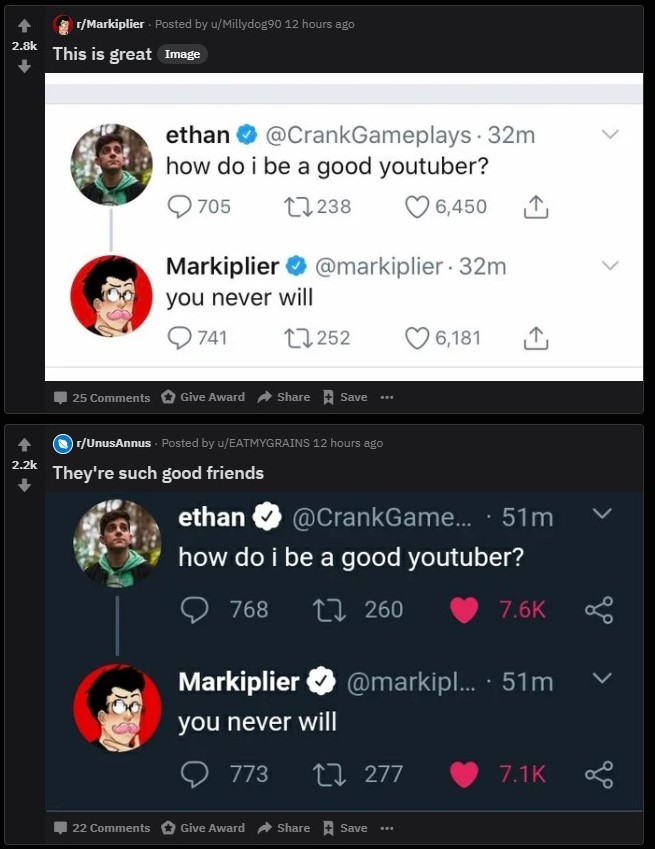 r/Markiplier · Posted by u/Millydog90 12 hours ago
2.8k
This is great Image
ethan @CrankGameplays · 32m
how do i be a good youtuber?
705 238 6,450
Markiplier @markiplier · 32m
you never will
741 252 6,181
25 Comments Give Award Share Save ...
r/UnusAnnus · Posted by u/EATMYGRAINS 12 hours ago
2.2k
They're such good friends
ethan @CrankGame... · 51m
how do i be a good youtuber?
768 260 7.6K
Markiplier @markipl... · 51m
you never will
773 277 7.1K
22 Comments Give Award Share Save ...